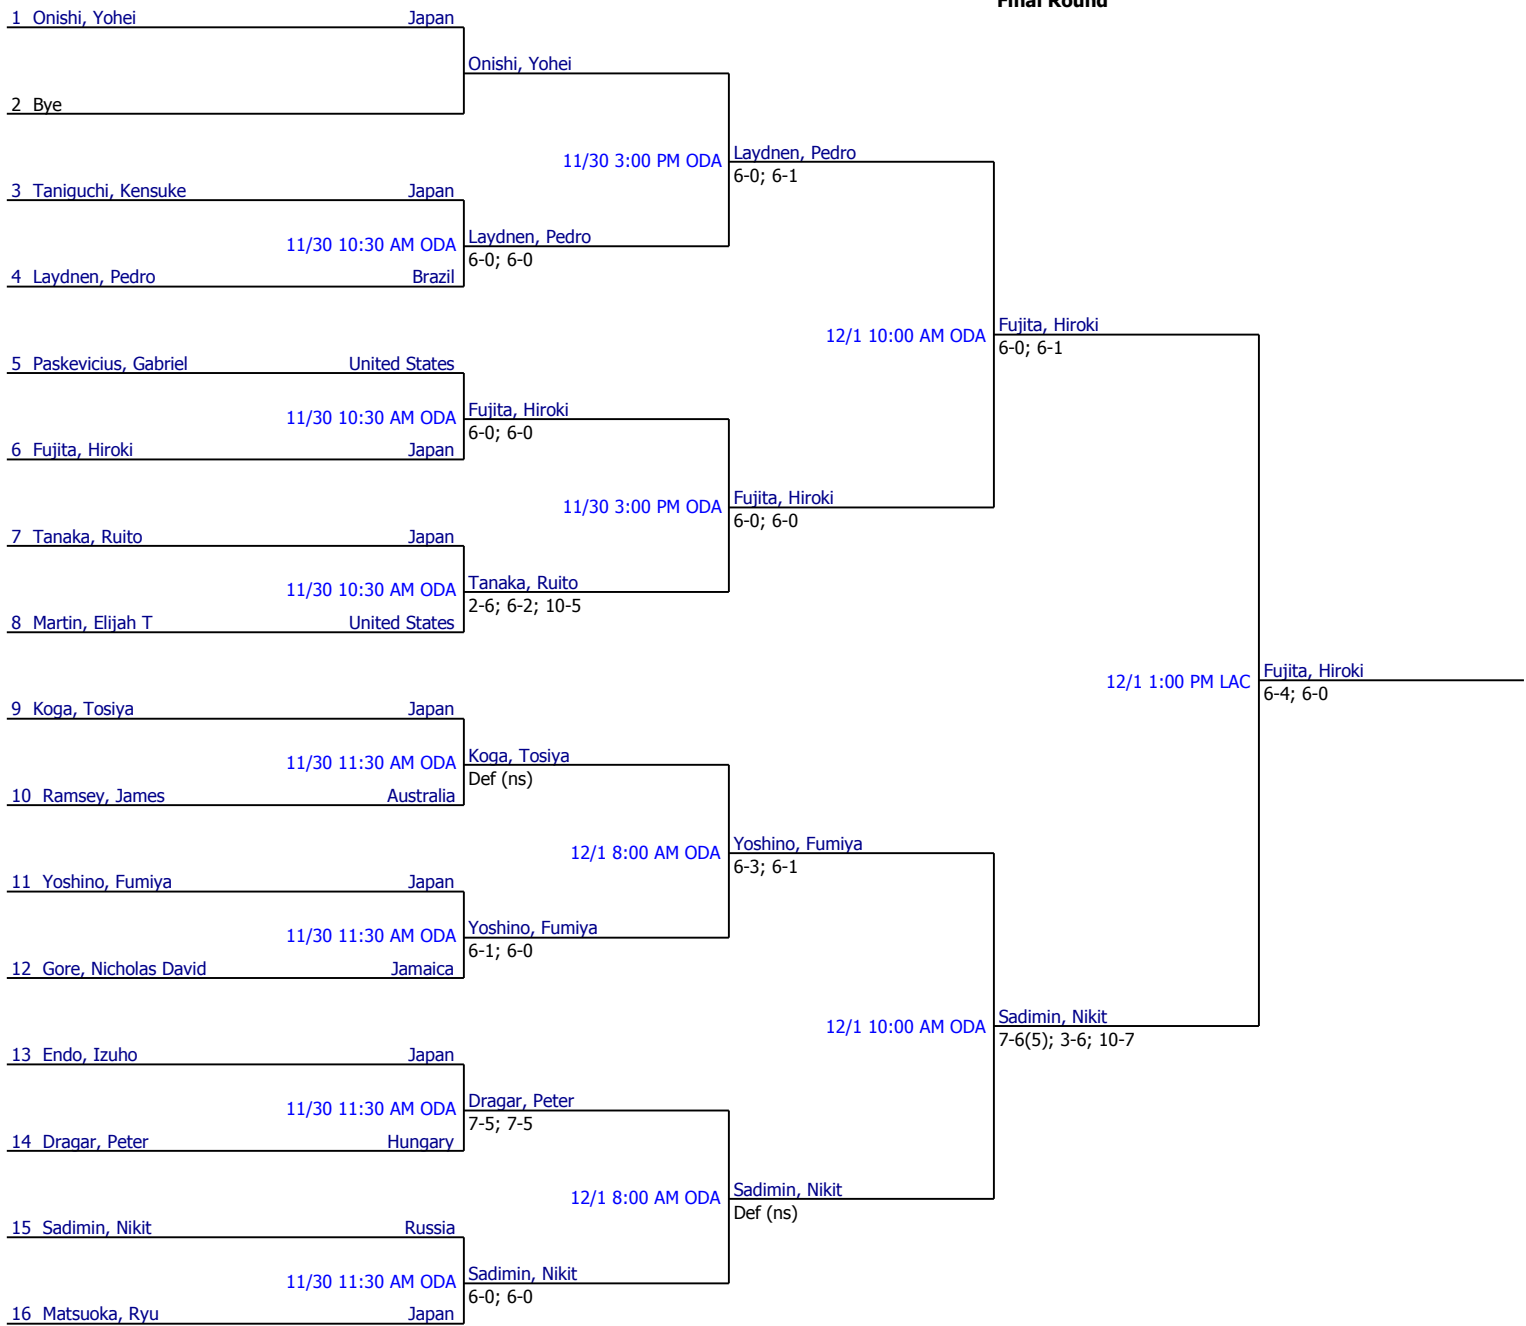 Final Round
1 Onishi, Yohei Japan
Onishi, Yohei
2 Bye
11/30 3:00 PM ODA Laydnen, Pedro
6-0; 6-1
3 Taniguchi, Kensuke Japan
11/30 10:30 AM ODA Laydnen, Pedro
6-0; 6-0
4 Laydnen, Pedro Brazil
12/1 10:00 AM ODA Fujita, Hiroki
6-0; 6-1
5 Paskevicius, Gabriel United States
11/30 10:30 AM ODA Fujita, Hiroki
6-0; 6-0
6 Fujita, Hiroki Japan
11/30 3:00 PM ODA Fujita, Hiroki
6-0; 6-0
7 Tanaka, Ruito Japan
11/30 10:30 AM ODA Tanaka, Ruito
2-6; 6-2; 10-5
8 Martin, Elijah T United States
12/1 1:00 PM LAC Fujita, Hiroki
6-4; 6-0
9 Koga, Tosiya Japan
11/30 11:30 AM ODA Koga, Tosiya
Def (ns)
10 Ramsey, James Australia
12/1 8:00 AM ODA Yoshino, Fumiya
6-3; 6-1
11 Yoshino, Fumiya Japan
11/30 11:30 AM ODA Yoshino, Fumiya
6-1; 6-0
12 Gore, Nicholas David Jamaica
12/1 10:00 AM ODA Sadimin, Nikit
7-6(5); 3-6; 10-7
13 Endo, Izuho Japan
11/30 11:30 AM ODA Dragar, Peter
7-5; 7-5
14 Dragar, Peter Hungary
12/1 8:00 AM ODA Sadimin, Nikit
Def (ns)
15 Sadimin, Nikit Russia
11/30 11:30 AM ODA Sadimin, Nikit
6-0; 6-0
16 Matsuoka, Ryu Japan